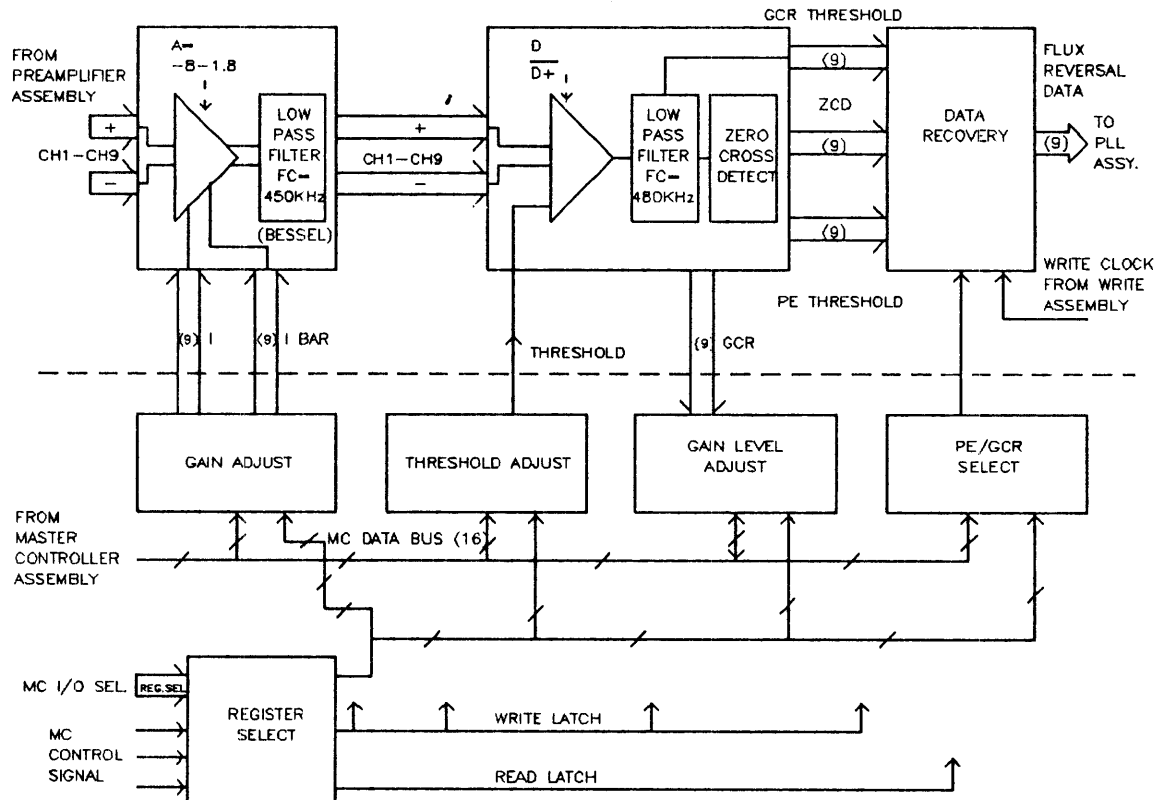 GCR THRESHOLD
FROM
PREAMPLIFIER
ASSEMBLY
A=
-8-1.8
D
D+
(9)
FLUX
REVERSAL
DATA
+
CH1-CH9
-
LOW
PASS
FILTER
FC=
450KHz
(BESSEL)
+
CH1-CH9
-
LOW
PASS
FILTER
FC=
480KHz
ZERO
CROSS
DETECT
ZCD
(9)
(9)
DATA
RECOVERY
(9)
TO
PLL
ASSY.
PE THRESHOLD
WRITE CLOCK
FROM WRITE
ASSEMBLY
(9) I
(9) I BAR
THRESHOLD
(9) GCR
GAIN ADJUST
THRESHOLD ADJUST
GAIN LEVEL
ADJUST
PE/GCR
SELECT
FROM
MASTER
CONTROLLER
ASSEMBLY
MC DATA BUS (16)
MC I/O SEL.
REG.SEL
REGISTER
SELECT
MC
CONTROL
SIGNAL
WRITE LATCH
READ LATCH